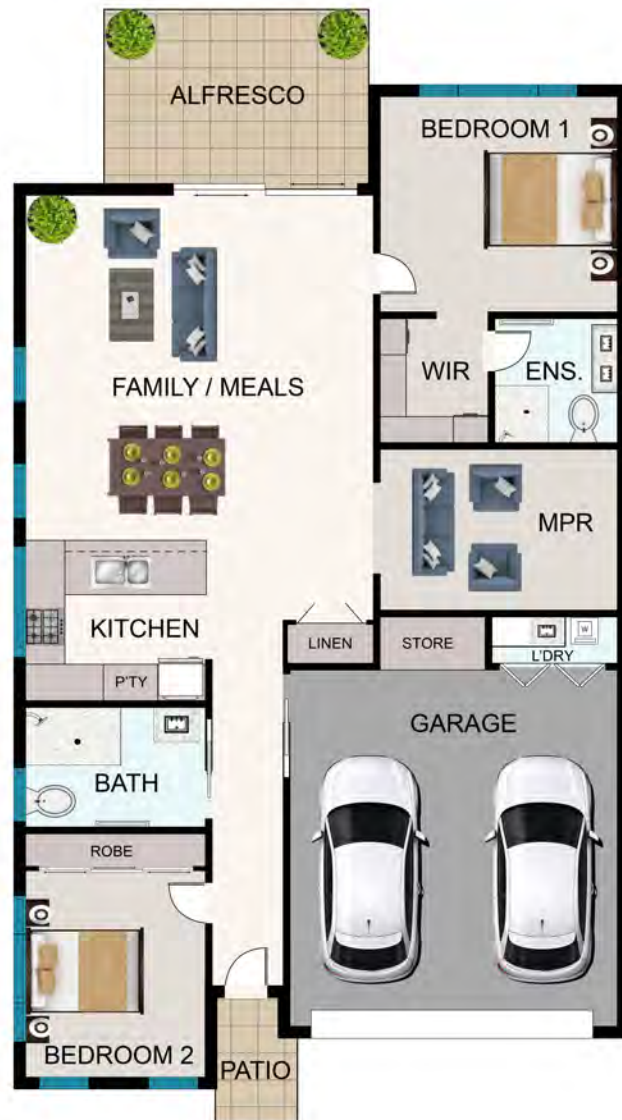 ALFRESCO
BEDROOM 1
FAMILY / MEALS
WIR
ENS.
MPR
KITCHEN
LINEN
STORE
W
L'DRY
P'TY
GARAGE
BATH
ROBE
BEDROOM 2
PATIO